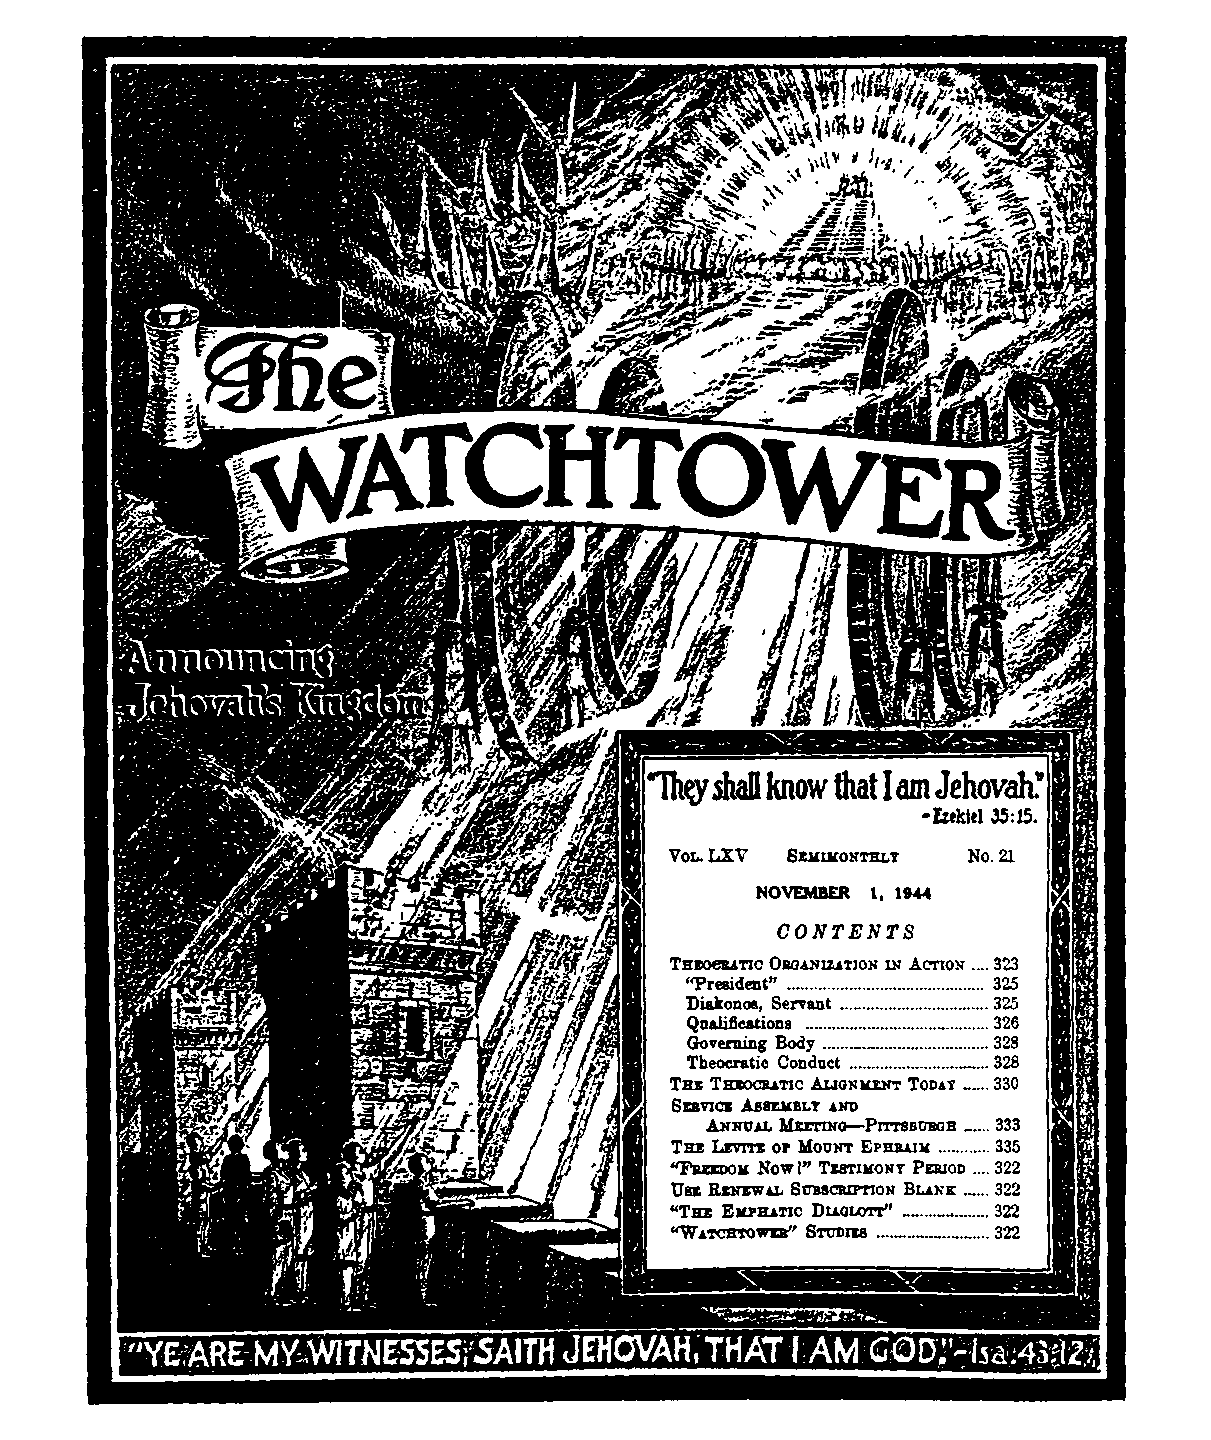 The
WATCHTOWER
Announcing
Jehovah's Kingdom
"They shall know that I am Jehovah."
-Ezekiel 35:15.
VOL. LXV SEMIMONTHLY No. 21
NOVEMBER 1, 1944
CONTENTS
THEOCRATIC ORGANIZATION IN ACTION .... 323
"President" ........................................ 325
Diakonos, Servant .............................. 325
Qualifications ..................................... 326
Governing Body .................................. 328
Theocratic Conduct ............................ 328
THE THEOCRATIC ALIGNMENT TODAY ...... 330
SERVICE ASSEMBLY AND
ANNUAL MEETING—PITTSBURGH ...... 333
THE LEVITE OF MOUNT EPHRAIM ............ 335
"FREEDOM NOW!" TESTIMONY PERIOD .... 322
USE RENEWAL SUBSCRIPTION BLANK ...... 322
"THE EMPHATIC DIAGLOTT" .................... 322
"WATCHTOWER" STUDIES .......................... 322
"YE ARE MY WITNESSES, SAITH JEHOVAH, THAT I AM GOD."-Isa. 43:12.